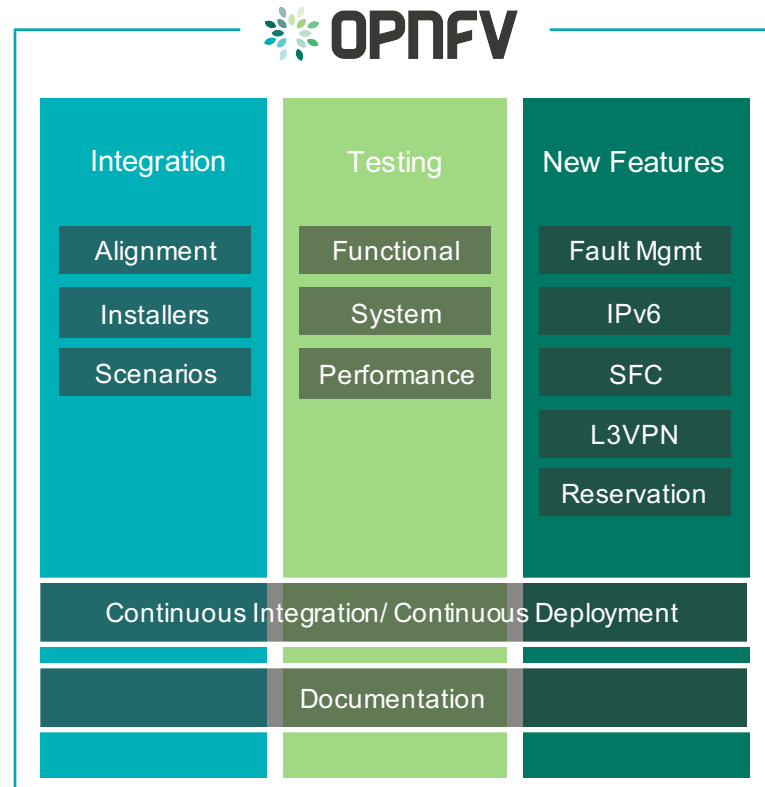 OPNFV
Integration
Alignment
Installers
Scenarios
Testing
Functional
System
Performance
New Features
Fault Mgmt
IPv6
SFC
L3VPN
Reservation
Continuous Integration/ Continuous Deployment
Documentation